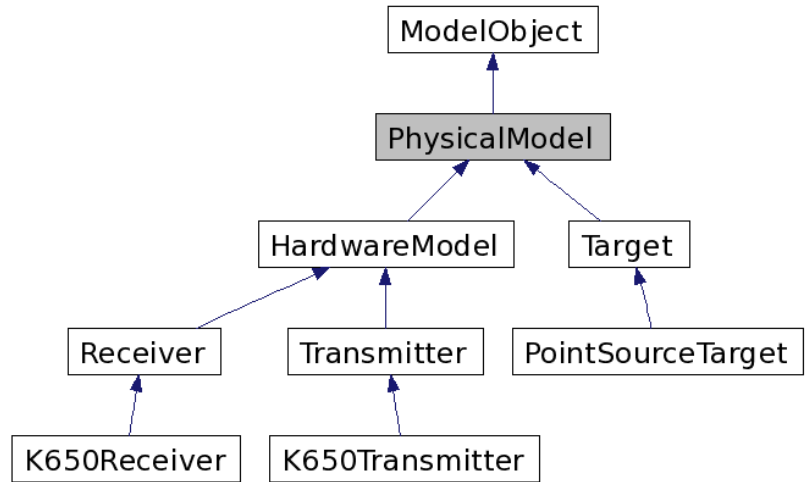 ModelObject
PhysicalModel
HardwareModel
Target
Receiver
Transmitter
PointSourceTarget
K650Receiver
K650Transmitter